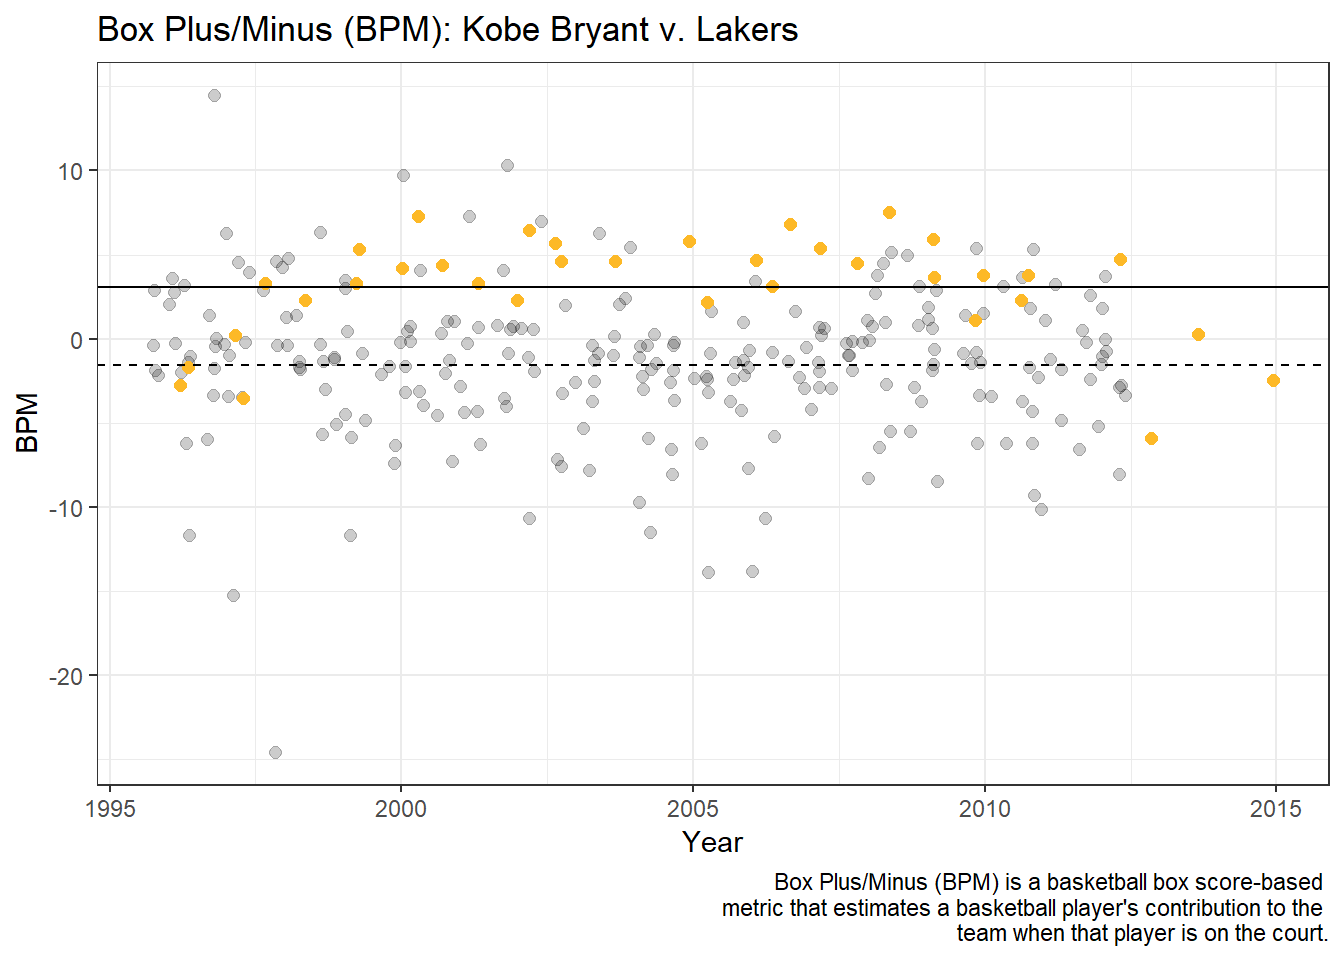 Box Plus/Minus (BPM): Kobe Bryant v. Lakers
10
0
-10
-20
BPM
1995 2000 2005 2010 2015
Year
Box Plus/Minus (BPM) is a basketball box score-based
metric that estimates a basketball player's contribution to the
team when that player is on the court.